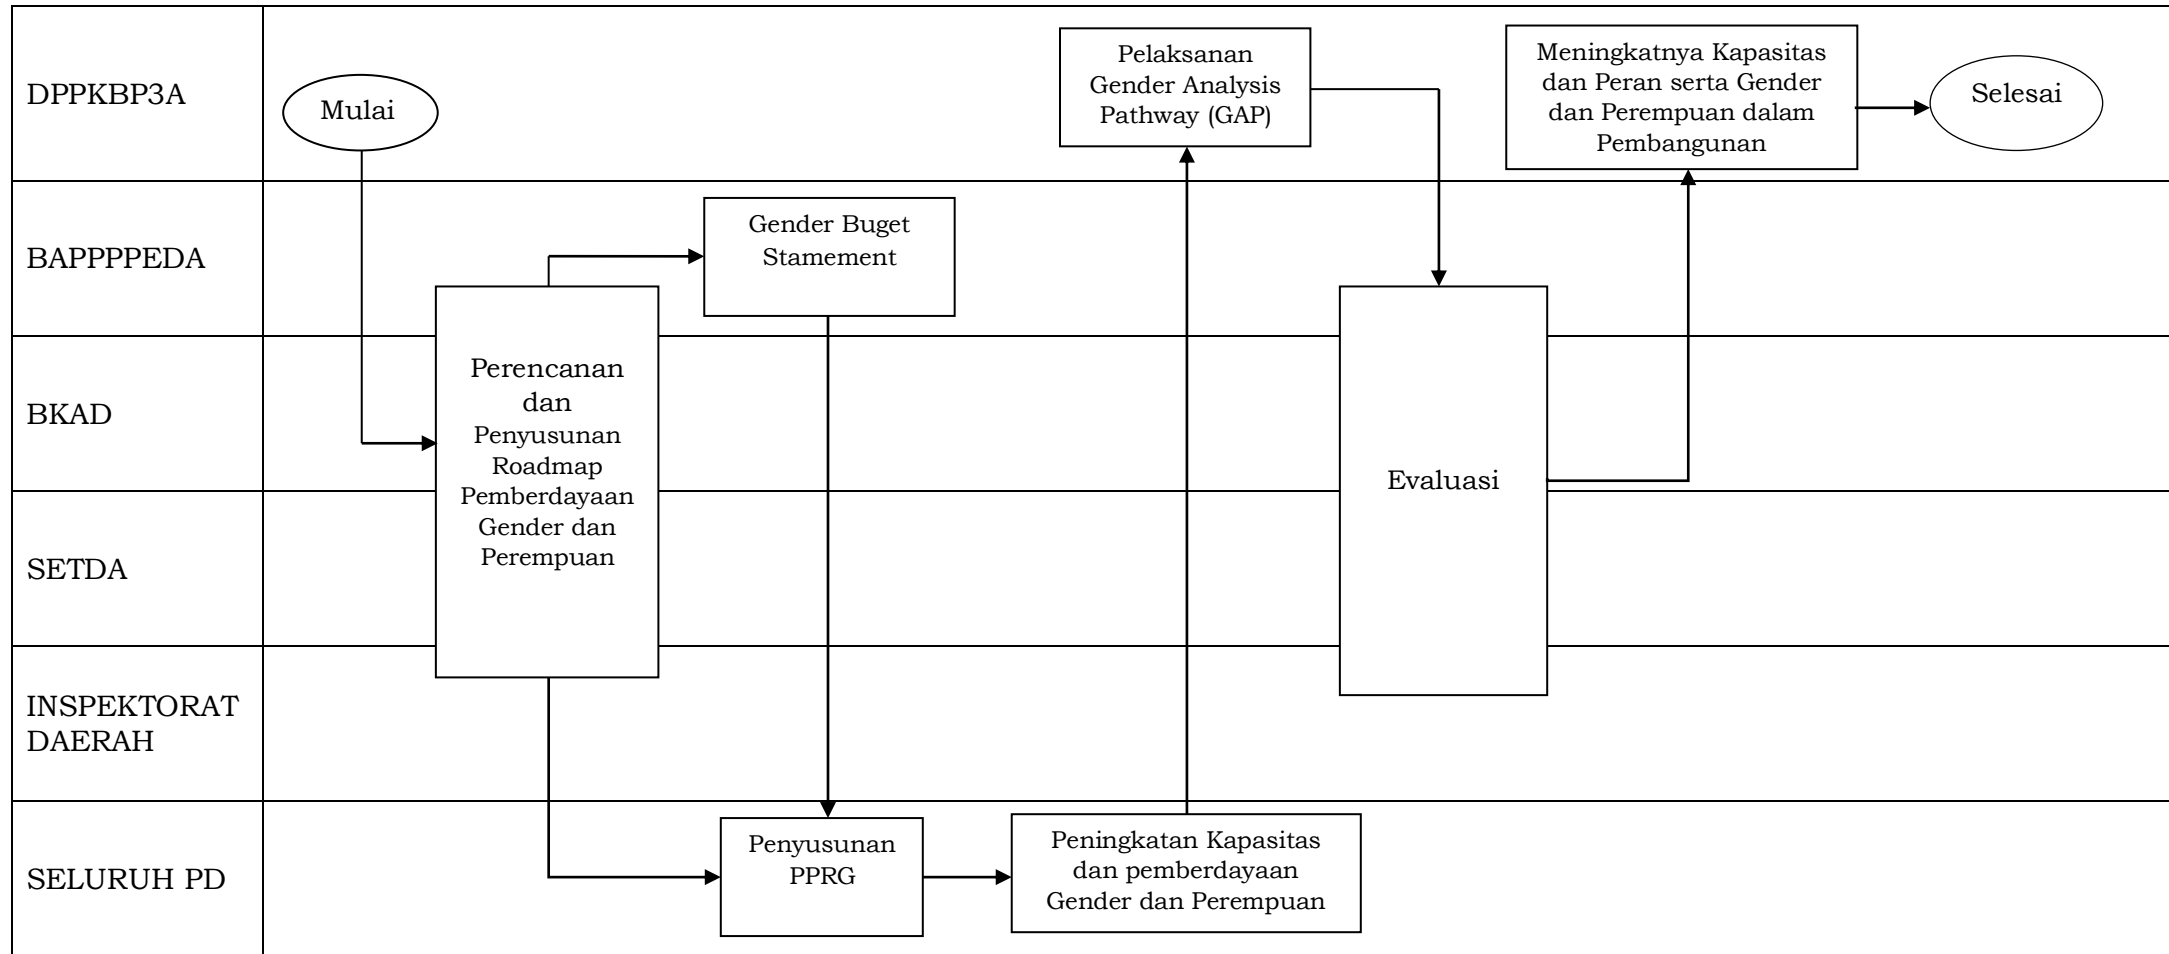 DPPKBP3A
Mulai
Pelaksanan
Gender Analysis
Pathway (GAP)
Meningkatnya Kapasitas
dan Peran serta Gender
dan Perempuan dalam
Pembangunan
Selesai
BAPPPPEDA
Gender Buget
Stamement
BKAD
Perencanan
dan
Penyusunan
Roadmap
Pemberdayaan
Gender dan
Perempuan
Evaluasi
SETDA
INSPEKTORAT
DAERAH
SELURUH PD
Penyusunan
PPRG
Peningkatan Kapasitas
dan pemberdayaan
Gender dan Perempuan